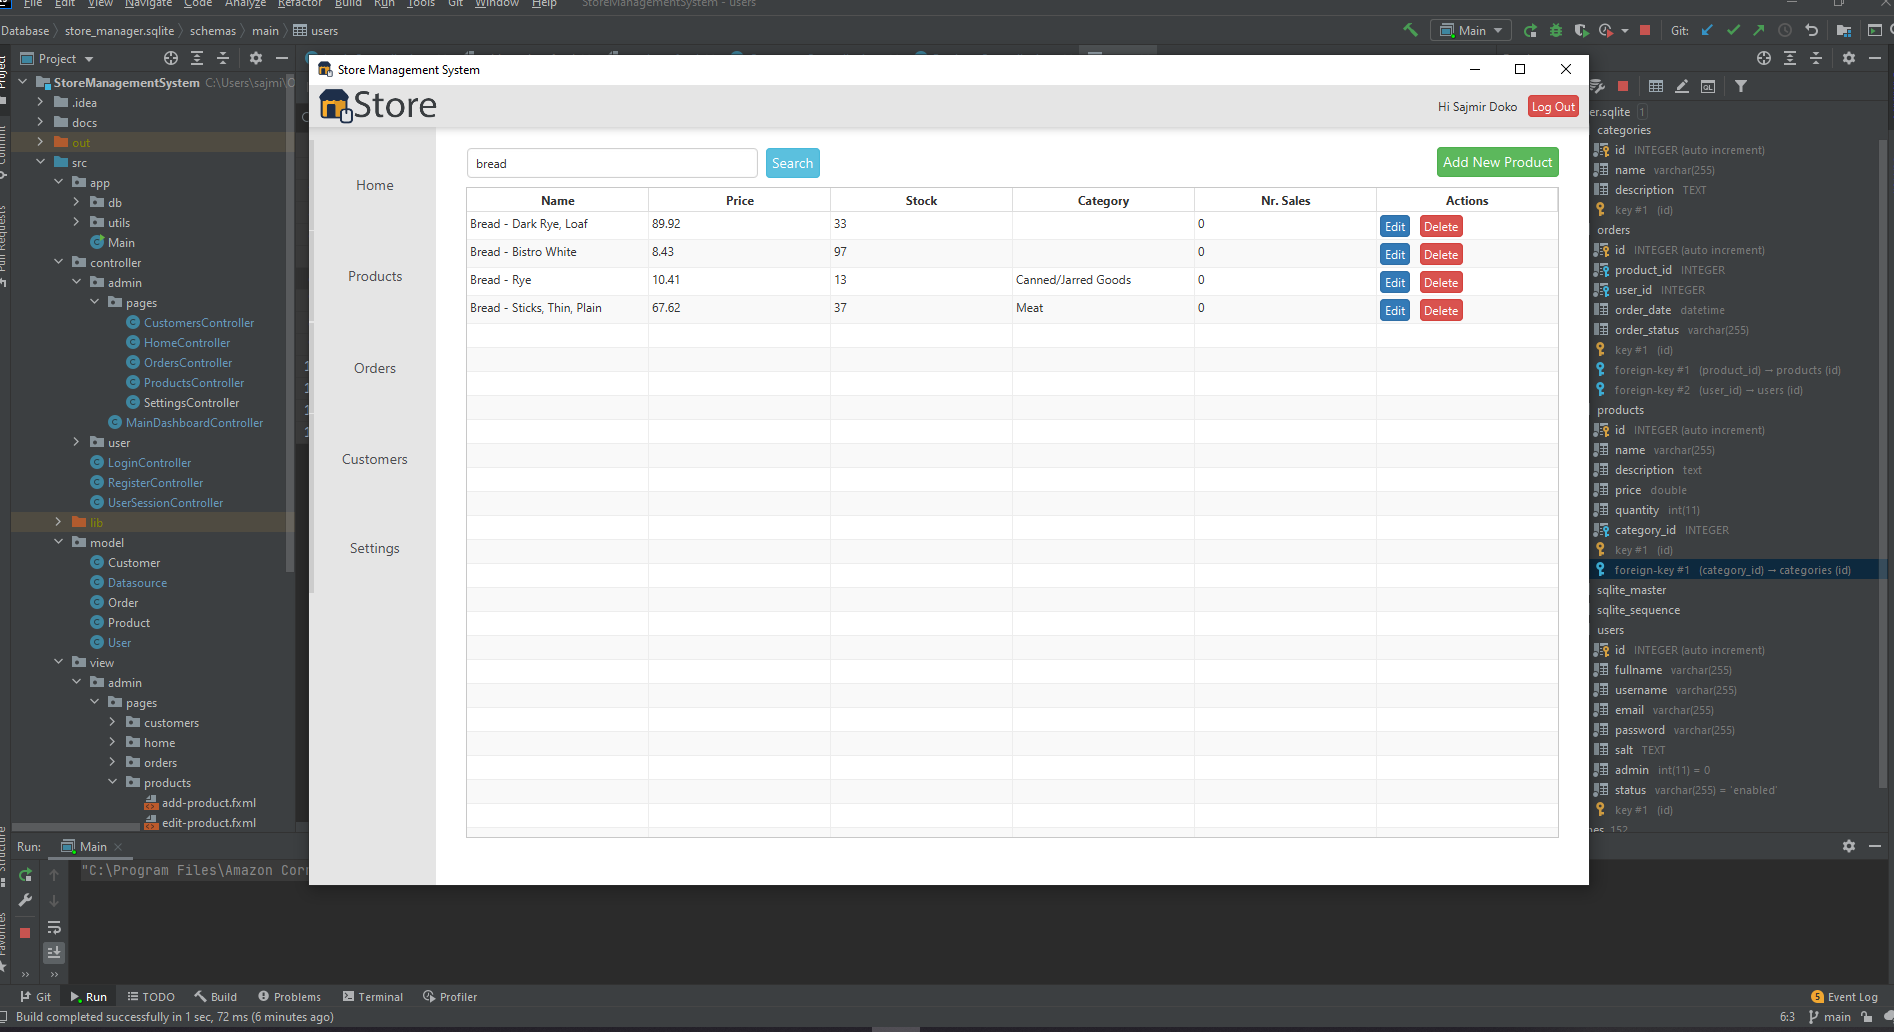 File Edit View Navigate Code Analyze Refactor Build Run Tools Git Window Help StoreManagementSystem - users
Database store_manager.sqlite schemas main users
Main
Git:
Project
Project
Commit
Pull Requests
Structure
Favorites
StoreManagementSystem C:\Users\sajmi\O
.idea
docs
out
src
app
db
utils
Main
controller
admin
pages
CustomersController
HomeController
OrdersController
ProductsController
SettingsController
MainDashboardController
user
LoginController
RegisterController
UserSessionController
lib
model
Customer
Datasource
Order
Product
User
view
admin
pages
customers
home
orders
products
add-product.fxml
edit-product.fxml
Store Management System
Store
Hi Sajmir Doko Log Out
Home
Products
Orders
Customers
Settings
bread Search Add New Product
Name Price Stock Category Nr. Sales Actions
Bread - Dark Rye, Loaf 89.92 33 0 Edit Delete
Bread - Bistro White 8.43 97 0 Edit Delete
Bread - Rye 10.41 13 Canned/Jarred Goods 0 Edit Delete
Bread - Sticks, Thin, Plain 67.62 37 Meat 0 Edit Delete
er.sqlite 1
categories
id INTEGER (auto increment)
name varchar(255)
description TEXT
key #1 (id)
orders
id INTEGER (auto increment)
product_id INTEGER
user_id INTEGER
order_date datetime
order_status varchar(255)
key #1 (id)
foreign-key #1 (product_id) → products (id)
foreign-key #2 (user_id) → users (id)
products
id INTEGER (auto increment)
name varchar(255)
description text
price double
quantity int(11)
category_id INTEGER
key #1 (id)
foreign-key #1 (category_id) → categories (id)
sqlite_master
sqlite_sequence
users
id INTEGER (auto increment)
fullname varchar(255)
username varchar(255)
email varchar(255)
password varchar(255)
salt TEXT
admin int(11) = 0
status varchar(255) = 'enabled'
key #1 (id)
152
Run: Main
"C:\Program Files\Amazon Corr
Git Run TODO Build Problems Terminal Profiler
5 Event Log
Build completed successfully in 1 sec, 72 ms (6 minutes ago)
6:3 main